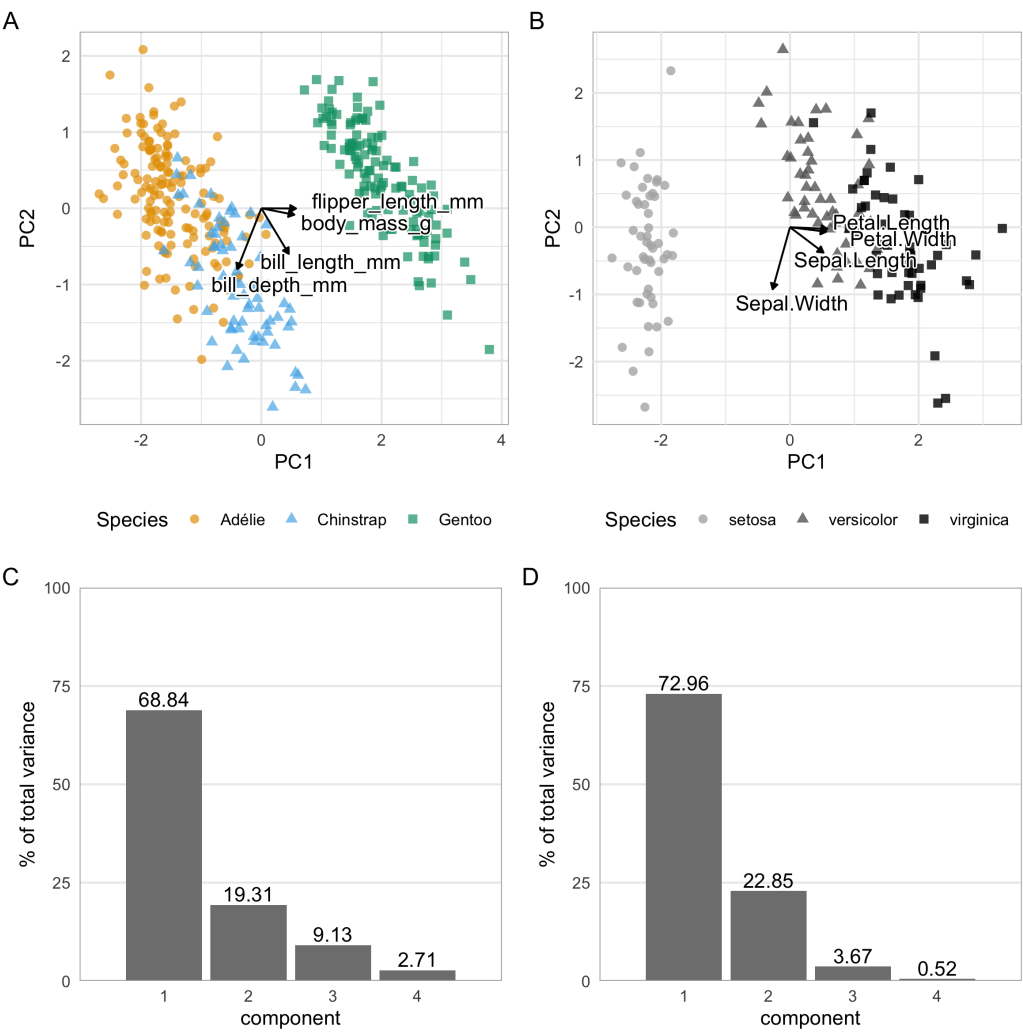 A
2
1
0
-1
-2
PC2
flipper_length_mm
body_mass_g
bill_length_mm
bill_depth_mm
-2 0 2 4
PC1
Species Adélie Chinstrap Gentoo
B
2
1
0
-1
-2
PC2
Petal.Length
Petal.Width
Sepal.Length
Sepal.Width
-2 0 2
PC1
Species setosa versicolor virginica
C
100
75
50
25
0
% of total variance
68.84
19.31
9.13
2.71
1 2 3 4
component
D
100
75
50
25
0
% of total variance
72.96
22.85
3.67
0.52
1 2 3 4
component